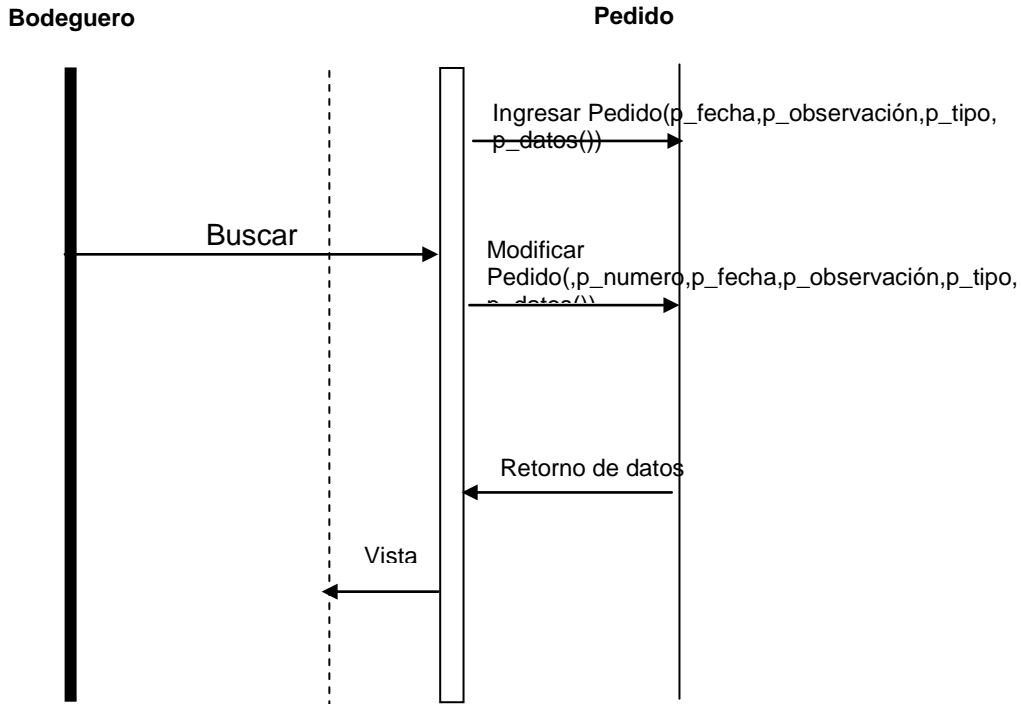 Bodeguero
Pedido
Ingresar Pedido(p_fecha,p_observación,p_tipo,
p_datos())
Buscar
Modificar
Pedido(,p_numero,p_fecha,p_observación,p_tipo,
p_datos())
Retorno de datos
Vista